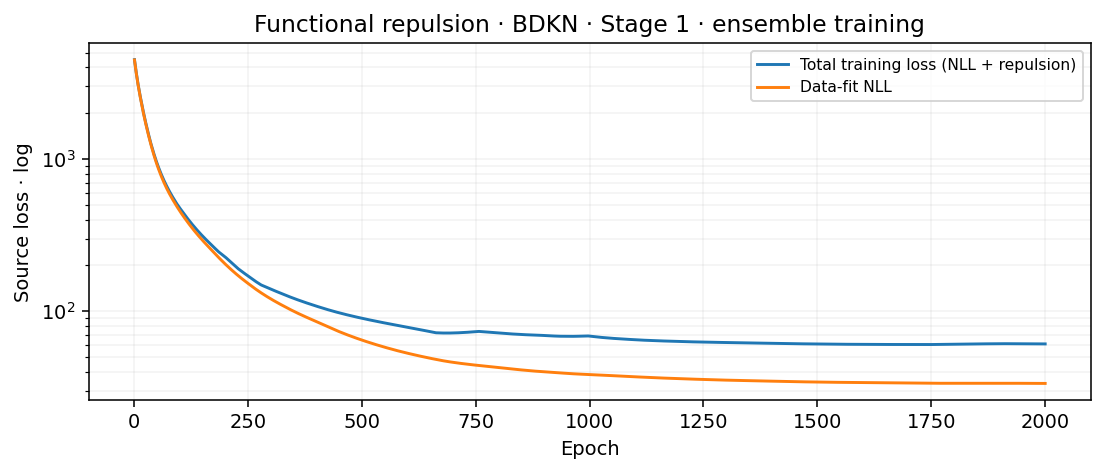 Functional repulsion · BDKN · Stage 1 · ensemble training
Total training loss (NLL + repulsion)
Data-fit NLL
Source loss · log
10³
10²
0 250 500 750 1000 1250 1500 1750 2000
Epoch